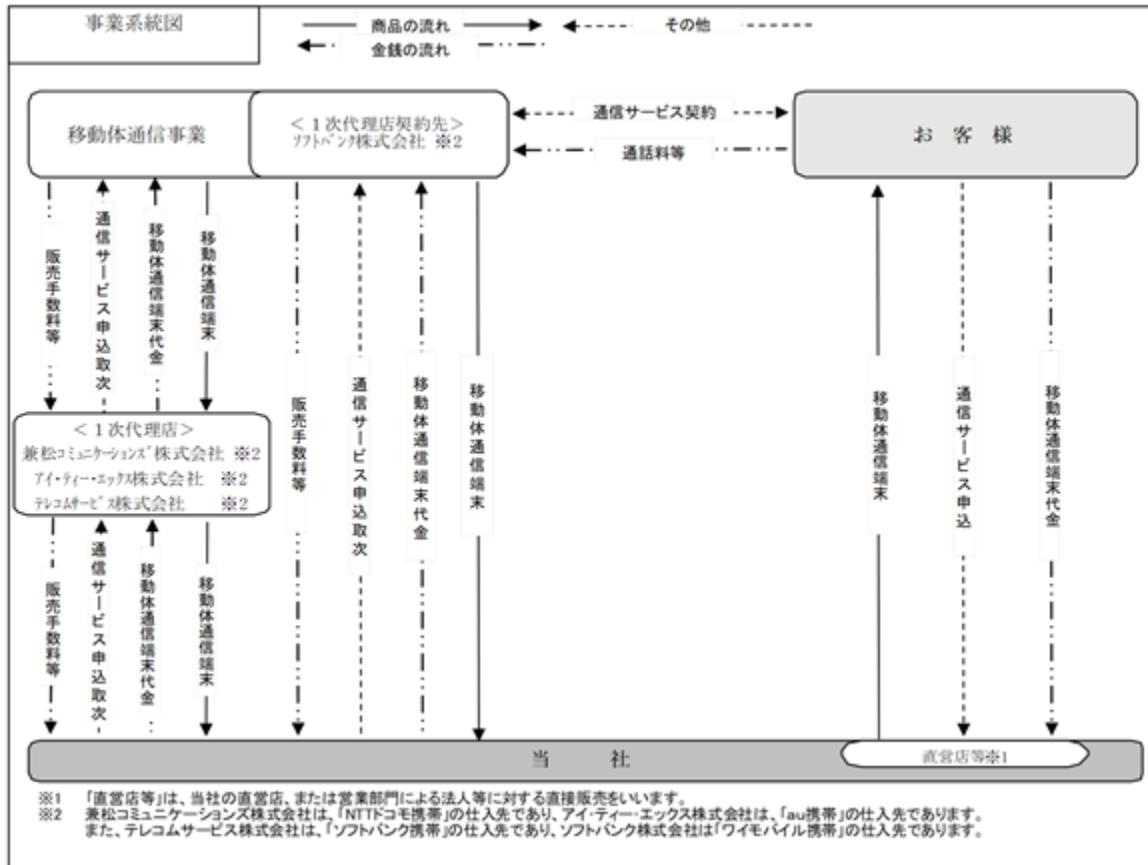 事業系統図
商品の流れ
その他
金銭の流れ
移動体通信事業
<1次代理店契約先>
ソフトバンク株式会社 ※2
通信サービス契約
通話料等
お 客 様
販売手数料等
通信サービス申込取次
移動体通信端末代金
移動体通信端末
<1次代理店>
兼松コミュニケーションズ株式会社 ※2
アイ・ティー・エックス株式会社 ※2
テレコムサービス株式会社 ※2
販売手数料等
通信サービス申込取次
移動体通信端末代金
移動体通信端末
販売手数料等
通信サービス申込取次
移動体通信端末代金
移動体通信端末
移動体通信端末
通信サービス申込
移動体通信端末代金
当 社
直営店等※1
※1 「直営店等」は、当社の直営店、または営業部門による法人等に対する直接販売をいいます。
※2 兼松コミュニケーションズ株式会社は、「NTTドコモ携帯」の仕入先であり、アイ・ティー・エックス株式会社は、「au携帯」の仕入先であります。
また、テレコムサービス株式会社は、「ソフトバンク携帯」の仕入先であり、ソフトバンク株式会社は「ワイモバイル携帯」の仕入先であります。